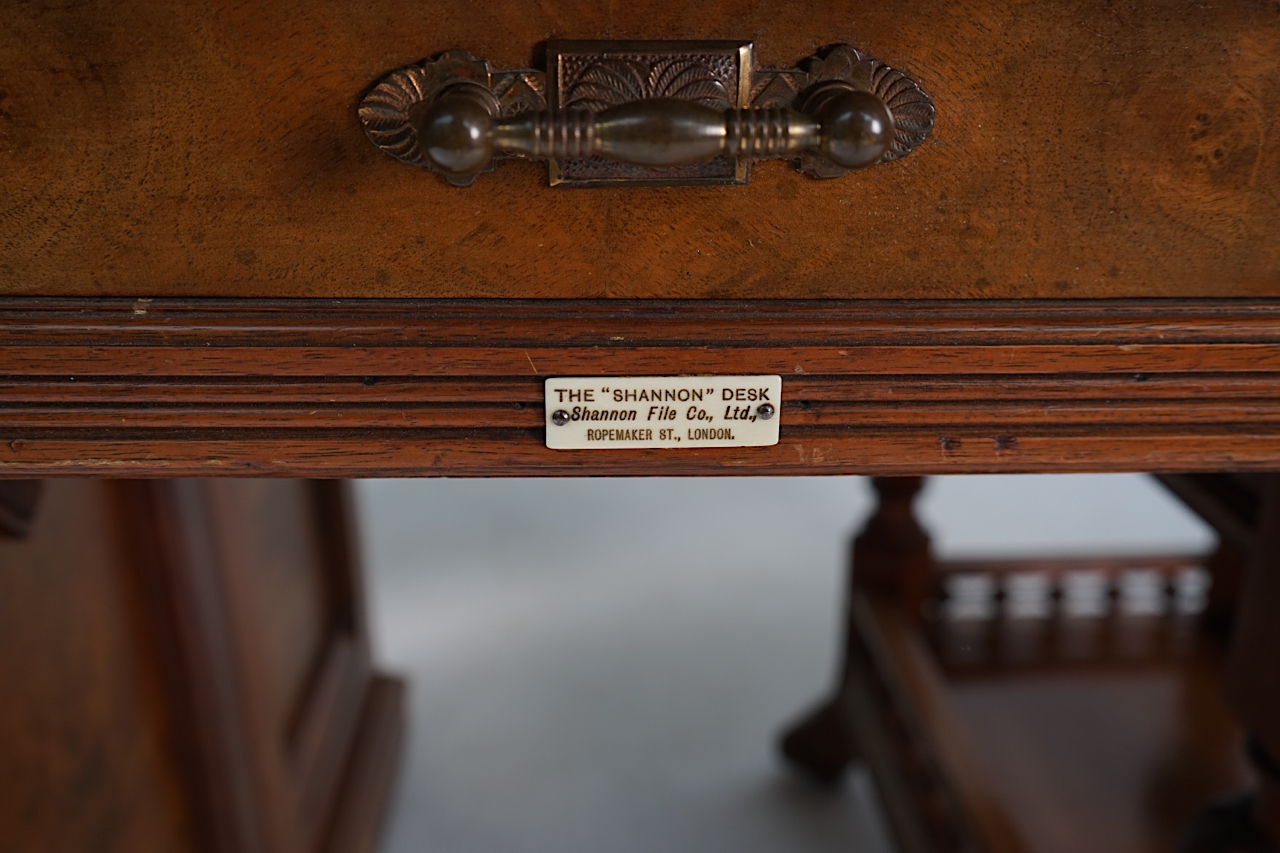 THE "SHANNON" DESK
Shannon File Co., Ltd.,
ROPEMAKER ST., LONDON.